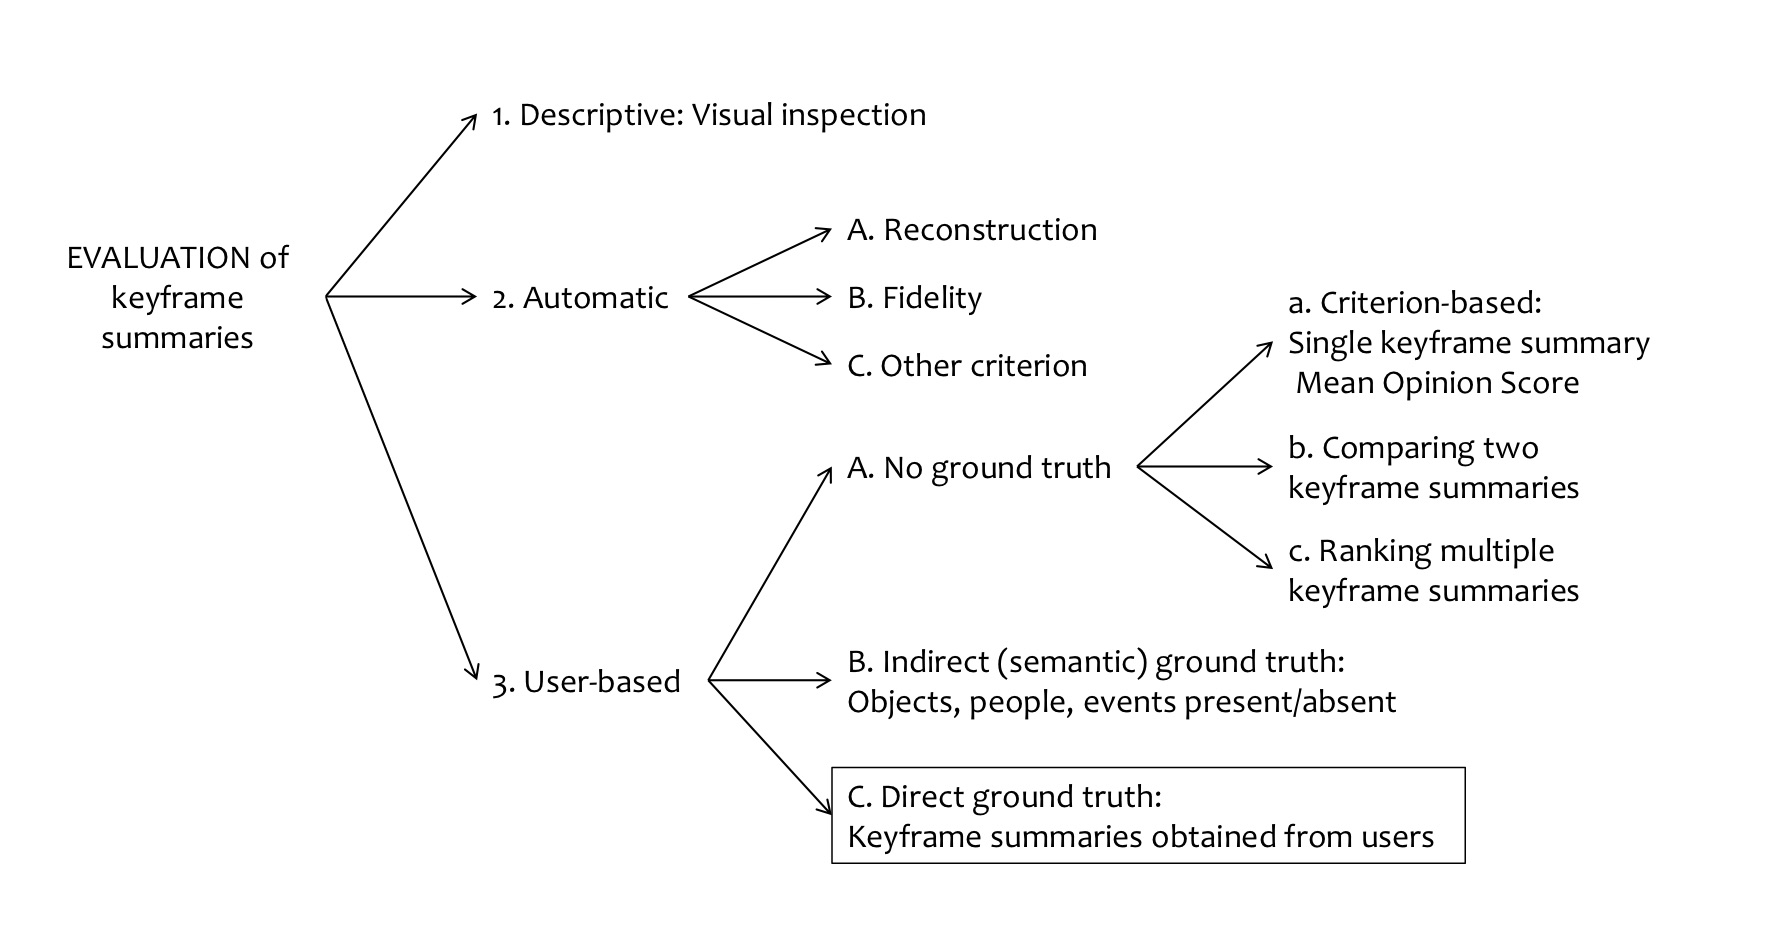 EVALUATION of
keyframe
summaries
1. Descriptive: Visual inspection
2. Automatic
A. Reconstruction
B. Fidelity
C. Other criterion
3. User-based
A. No ground truth
a. Criterion-based:
Single keyframe summary
Mean Opinion Score
b. Comparing two
keyframe summaries
c. Ranking multiple
keyframe summaries
B. Indirect (semantic) ground truth:
Objects, people, events present/absent
C. Direct ground truth:
Keyframe summaries obtained from users